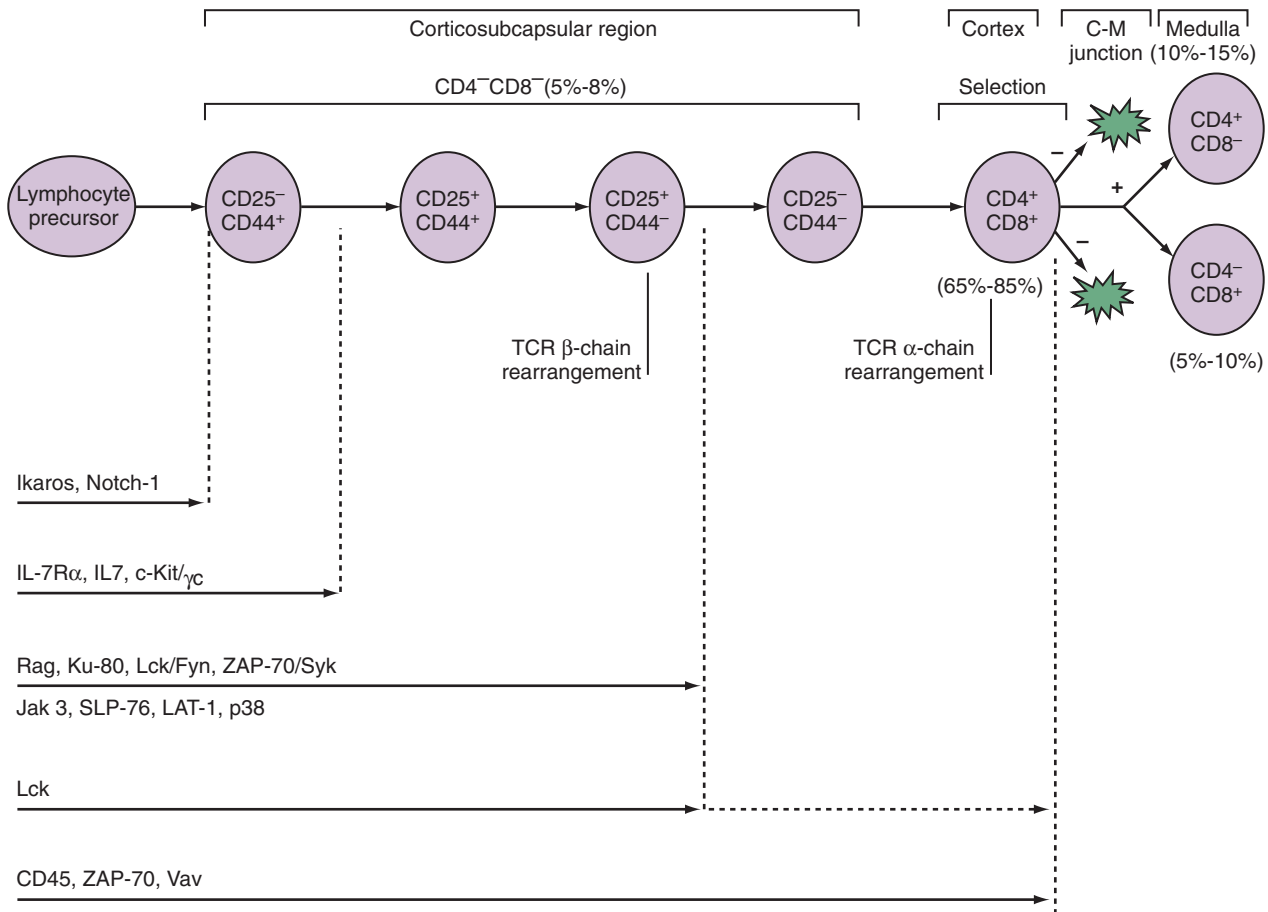 Corticosubcapsular region
Cortex
C-M
junction
Medulla
(10%-15%)
CD4⁻CD8⁻(5%-8%)
Selection
Lymphocyte
precursor
CD25⁻
CD44⁺
CD25⁺
CD44⁺
CD25⁺
CD44⁻
CD25⁻
CD44⁻
CD4⁺
CD8⁺
–
+
–
CD4⁺
CD8⁻
CD4⁻
CD8⁺
(65%-85%)
(5%-10%)
TCR β-chain
rearrangement
TCR α-chain
rearrangement
Ikaros, Notch-1
IL-7Rα, IL7, c-Kit/γc
Rag, Ku-80, Lck/Fyn, ZAP-70/Syk
Jak 3, SLP-76, LAT-1, p38
Lck
CD45, ZAP-70, Vav